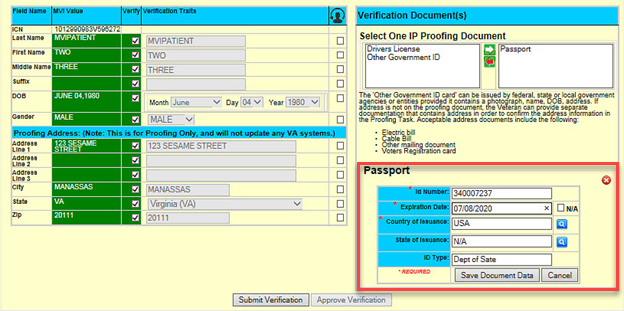 Field Name MVI Value Verify Verification Traits
ICN 1012990983V596272
Last Name MVIPATIENT MVIPATIENT
First Name TWO TWO
Middle Name THREE THREE
Suffix
DOB JUNE 04,1980 Month June Day 04 Year 1980
Gender MALE MALE
Proofing Address: (Note: This is for Proofing Only, and will not update any VA systems.)
Address Line 1 123 SESAME STREET 123 SESAME STREET
Address Line 2
Address Line 3
City MANASSAS MANASSAS
State VA Virginia (VA)
Zip 20111 20111
Verification Document(s)
Select One IP Proofing Document
Drivers License
Other Government ID
Passport
The 'Other Government ID card' can be issued by federal, state or local government
agencies or entities provided it contains a photograph, name, DOB, address. If
address is not on the proofing document, the Veteran can provide separate
documentation that contains address in order to confirm the address information in
the Proofing Task. Acceptable address documents include the following:
• Electric bill
• Cable Bill
• Other mailing document
• Voters Registration card
Passport
* Id Number: 340007237
* Expiration Date: 07/08/2020 × N/A
* Country of Issuance: USA
State of Issuance: N/A
ID Type: Dept of Sate
* REQUIRED Save Document Data Cancel
Submit Verification Approve Verification